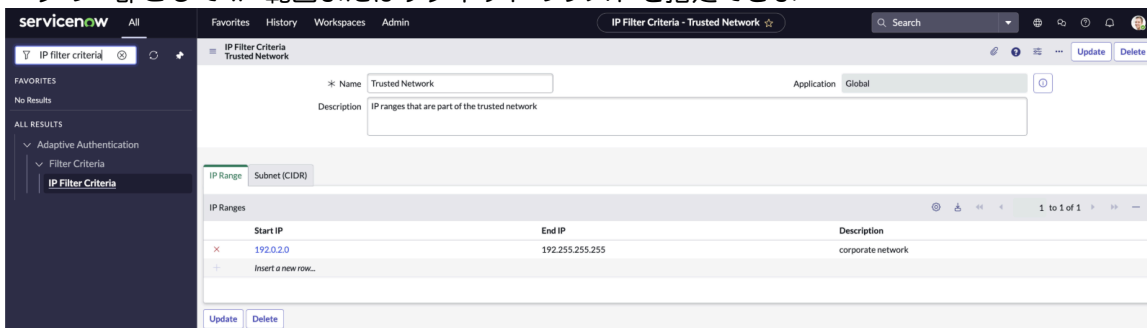 servicenow All Favorites History Workspaces Admin IP Filter Criteria - Trusted Network Search
IP filter criteria
IP Filter Criteria
Trusted Network
Update Delete
FAVORITES
No Results
ALL RESULTS
Adaptive Authentication
Filter Criteria
IP Filter Criteria
* Name Trusted Network
Application Global
Description IP ranges that are part of the trusted network
IP Range Subnet (CIDR)
IP Ranges 1 to 1 of 1
Start IP End IP Description
192.0.2.0 192.255.255.255 corporate network
Insert a new row...
Update Delete